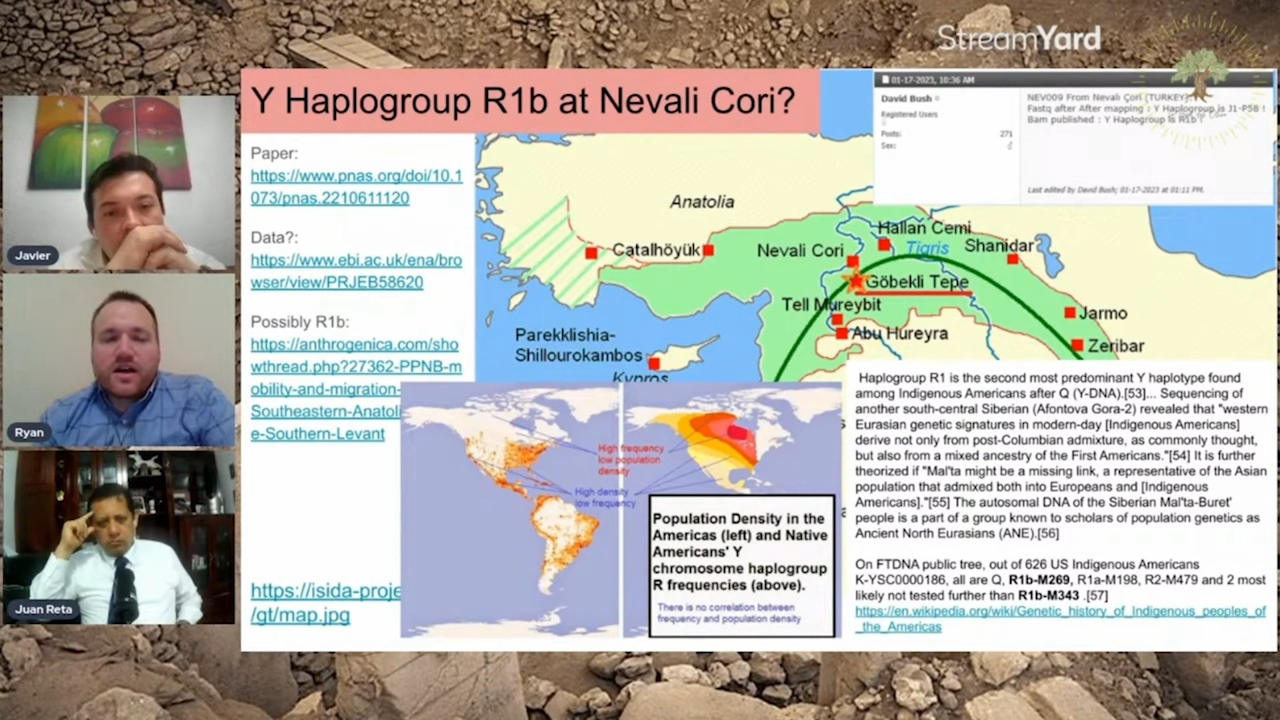 StreamYard
Y Haplogroup R1b at Nevali Cori?
Paper:
https://www.pnas.org/doi/10.1
073/pnas.2210611120
Data?:
https://www.ebi.ac.uk/ena/bro
wser/view/PRJEB58620
Possibly R1b:
https://anthrogenica.com/sho
wthread.php?27362-PPNB-m
obility-and-migration-
Southeastern-Anatoli
e-Southern-Levant
https://isida-proje
/gt/map.jpg
01-17-2023, 10:36 AM
David Bush
Registered Users
Posts: 271
Sex:
NEV009 From Nevalı Çori (TURKEY)
Fastq after After mapping : Y Haplogroup is J1-P58 !
Bam published : Y Haplogroup is R1b !
Last edited by David Bush; 01-17-2023 at 01:11 PM.
Anatolia
Catalhöyük
Nevali Cori
Hallan Cemi
Tigris
Shanidar
Göbekli Tepe
Tell Mureybit
Abu Hureyra
Jarmo
Zeribar
Parekklishia-
Shillourokambos
Kypros
High frequency
low population
density
High density
low frequency
Population Density in the
Americas (left) and Native
Americans' Y
chromosome haplogroup
R frequencies (above).
There is no correlation between
frequency and population density
Haplogroup R1 is the second most predominant Y haplotype found
among Indigenous Americans after Q (Y-DNA).[53]... Sequencing of
another south-central Siberian (Afontova Gora-2) revealed that "western
Eurasian genetic signatures in modern-day [Indigenous Americans]
derive not only from post-Columbian admixture, as commonly thought,
but also from a mixed ancestry of the First Americans."[54] It is further
theorized if "Mal'ta might be a missing link, a representative of the Asian
population that admixed both into Europeans and [Indigenous
Americans]."[55] The autosomal DNA of the Siberian Mal'ta-Buret'
people is a part of a group known to scholars of population genetics as
Ancient North Eurasians (ANE).[56]
On FTDNA public tree, out of 626 US Indigenous Americans
K-YSC0000186, all are Q, R1b-M269, R1a-M198, R2-M479 and 2 most
likely not tested further than R1b-M343 .[57]
https://en.wikipedia.org/wiki/Genetic_history_of_Indigenous_peoples_of
_the_Americas
Javier
Ryan
Juan Reta